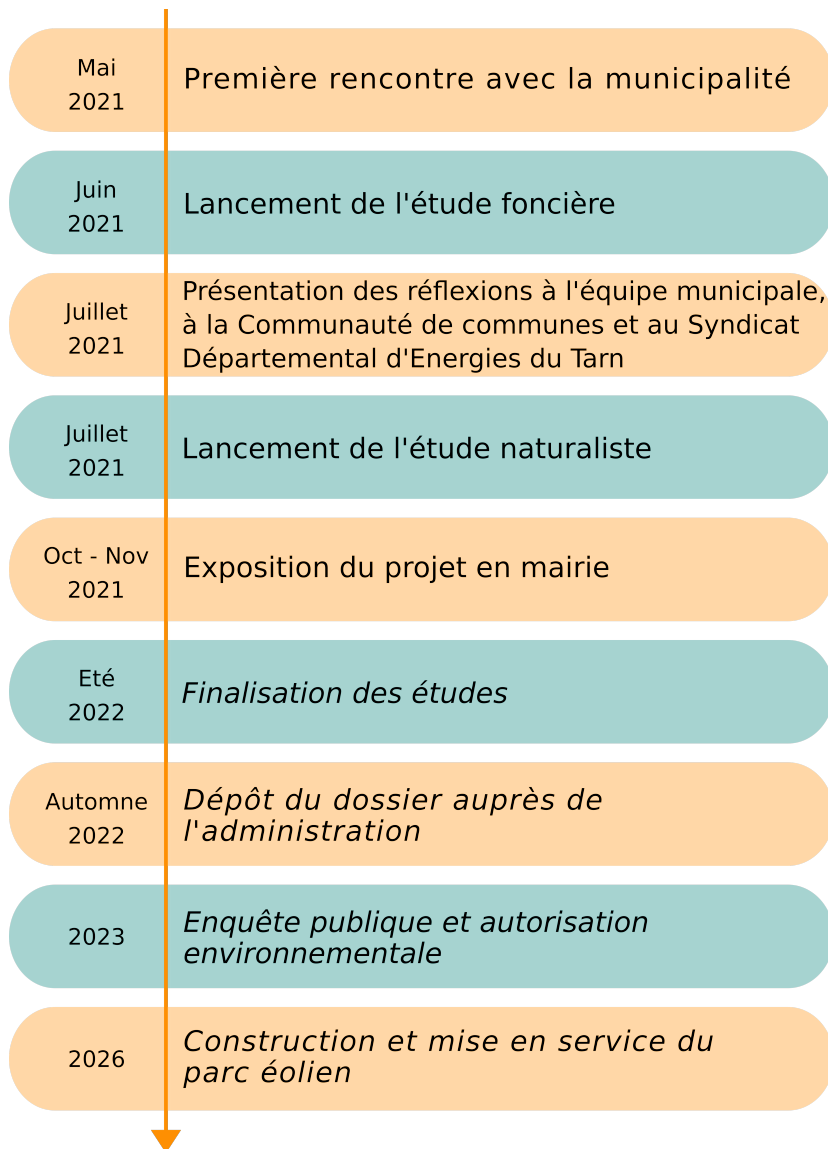 Mai
2021
Première rencontre avec la municipalité
Juin
2021
Lancement de l'étude foncière
Juillet
2021
Présentation des réflexions à l'équipe municipale,
à la Communauté de communes et au Syndicat
Départemental d'Energies du Tarn
Juillet
2021
Lancement de l'étude naturaliste
Oct - Nov
2021
Exposition du projet en mairie
Eté
2022
Finalisation des études
Automne
2022
Dépôt du dossier auprès de
l'administration
2023
Enquête publique et autorisation
environnementale
2026
Construction et mise en service du
parc éolien